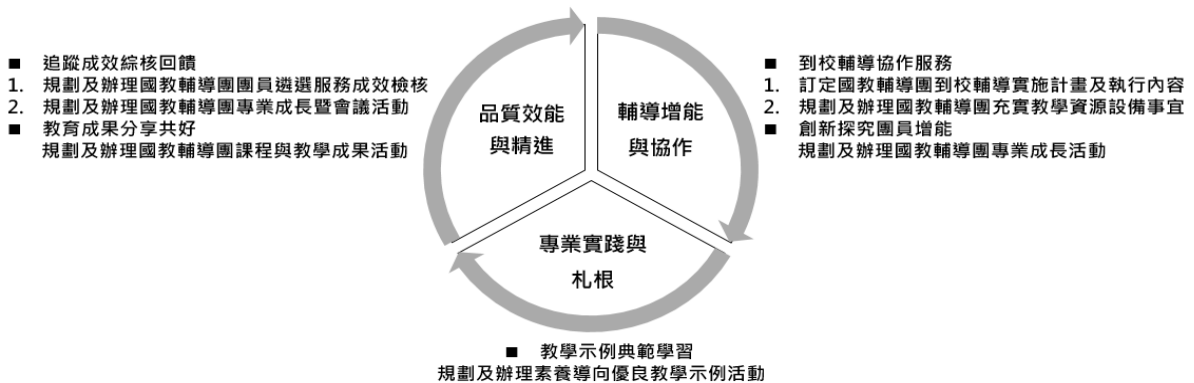 ■ 追蹤成效綜核回饋
1. 規劃及辦理國教輔導團團員遴選服務成效檢核
2. 規劃及辦理國教輔導團專業成長暨會議活動
■ 教育成果分享共好
規劃及辦理國教輔導團課程與教學成果活動
品質效能
與精進
輔導增能
與協作
■ 到校輔導協作服務
1. 訂定國教輔導團到校輔導實施計畫及執行內容
2. 規劃及辦理國教輔導團充實教學資源設備事宜
■ 創新探究團員增能
規劃及辦理國教輔導團專業成長活動
專業實踐與
札根
■ 教學示例典範學習
規劃及辦理素養導向優良教學示例活動